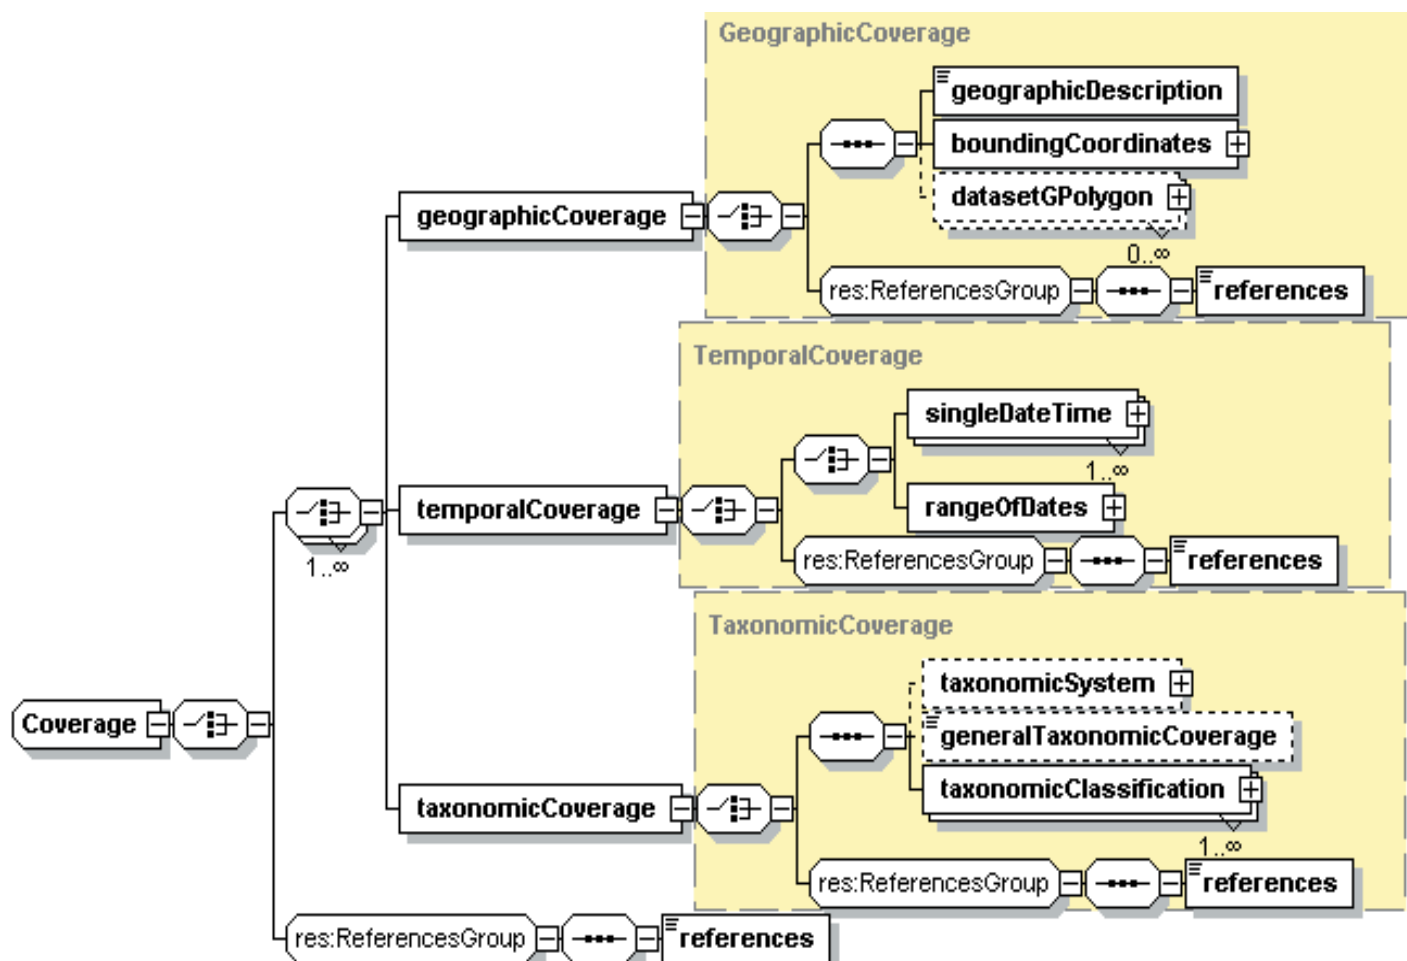 GeographicCoverage
geographicDescription
boundingCoordinates
datasetGPolygon
0..∞
geographicCoverage
res:ReferencesGroup
references
TemporalCoverage
singleDateTime
1..∞
rangeOfDates
temporalCoverage
1..∞
res:ReferencesGroup
references
TaxonomicCoverage
taxonomicSystem
generalTaxonomicCoverage
taxonomicClassification
1..∞
Coverage
taxonomicCoverage
res:ReferencesGroup
references
res:ReferencesGroup
references